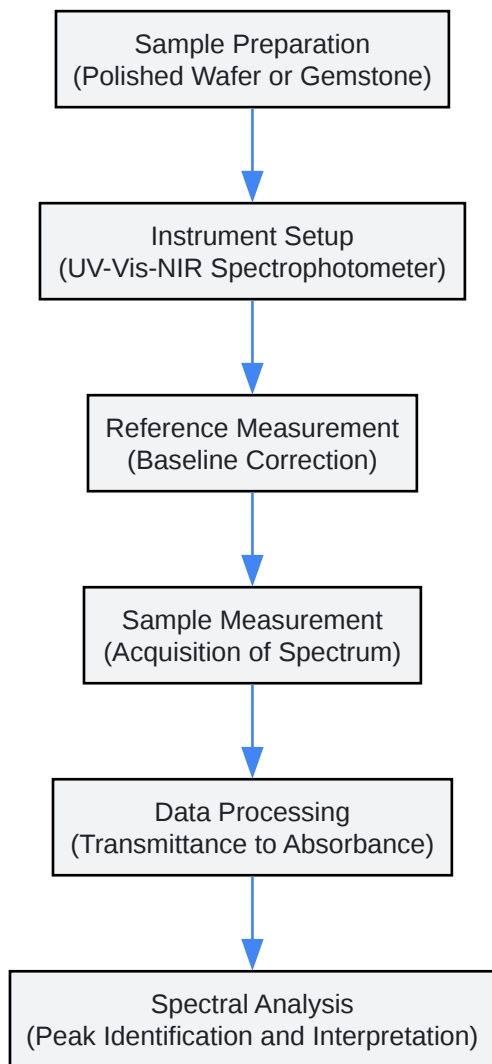 Sample Preparation
(Polished Wafer or Gemstone)
Instrument Setup
(UV-Vis-NIR Spectrophotometer)
Reference Measurement
(Baseline Correction)
Sample Measurement
(Acquisition of Spectrum)
Data Processing
(Transmittance to Absorbance)
Spectral Analysis
(Peak Identification and Interpretation)